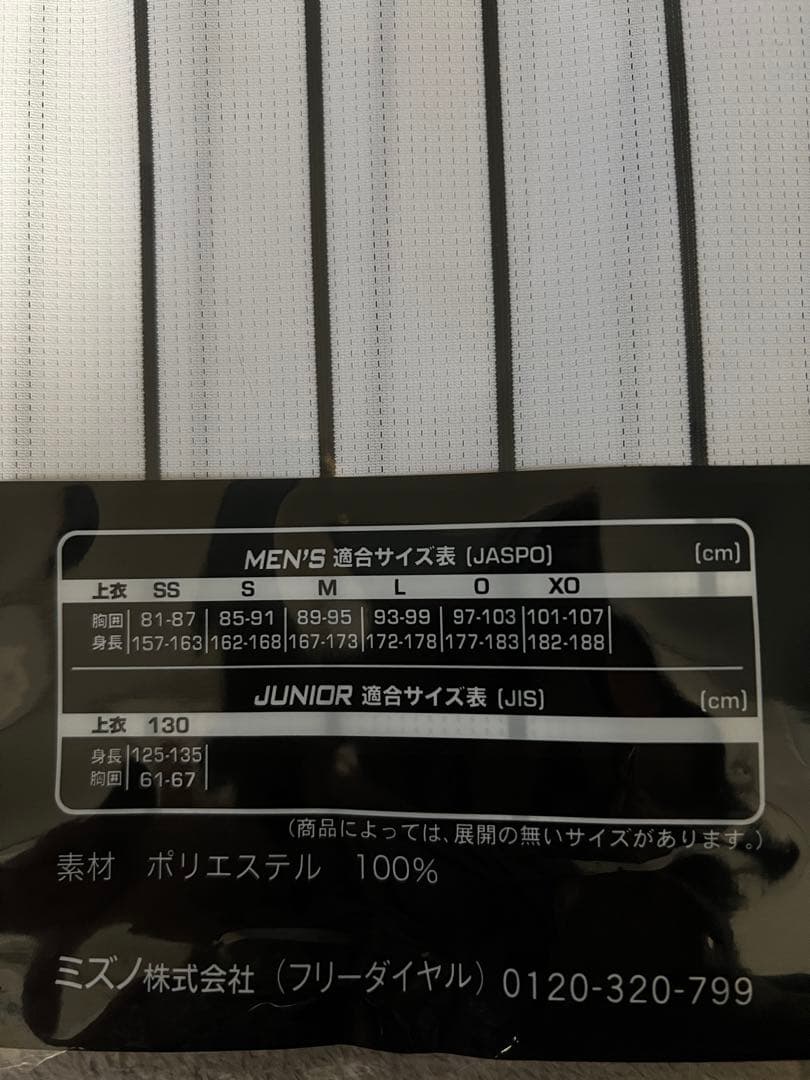 MEN'S 適合サイズ表 [JASPO] [cm]
上衣 SS S M L O XO
胸囲 81-87 85-91 89-95 93-99 97-103 101-107
身長 157-163 162-168 167-173 172-178 177-183 182-188
JUNIOR 適合サイズ表 [JIS] [cm]
上衣 130
身長 125-135
胸囲 61-67
(商品によっては、展開の無いサイズがあります。)
素材 ポリエステル 100%
ミズノ株式会社 (フリーダイヤル) 0120-320-799